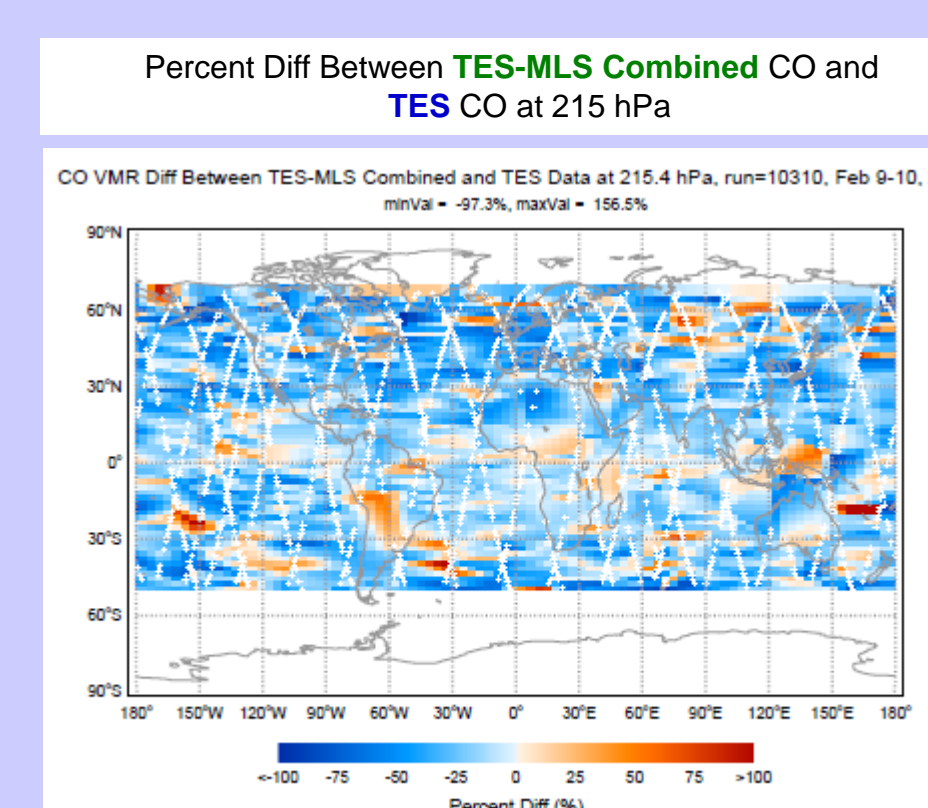 Percent Diff Between TES-MLS Combined CO and
TES CO at 215 hPa
CO VMR Diff Between TES-MLS Combined and TES Data at 215.4 hPa, run=10310, Feb 9-10,
minVal = -97.3%, maxVal = 156.5%
90°N
60°N
30°N
0°
30°S
60°S
90°S
180° 150°W 120°W 90°W 60°W 30°W 0° 30°E 60°E 90°E 120°E 150°E 180°
<-100 -75 -50 -25 0 25 50 75 >100
Percent Diff (%)